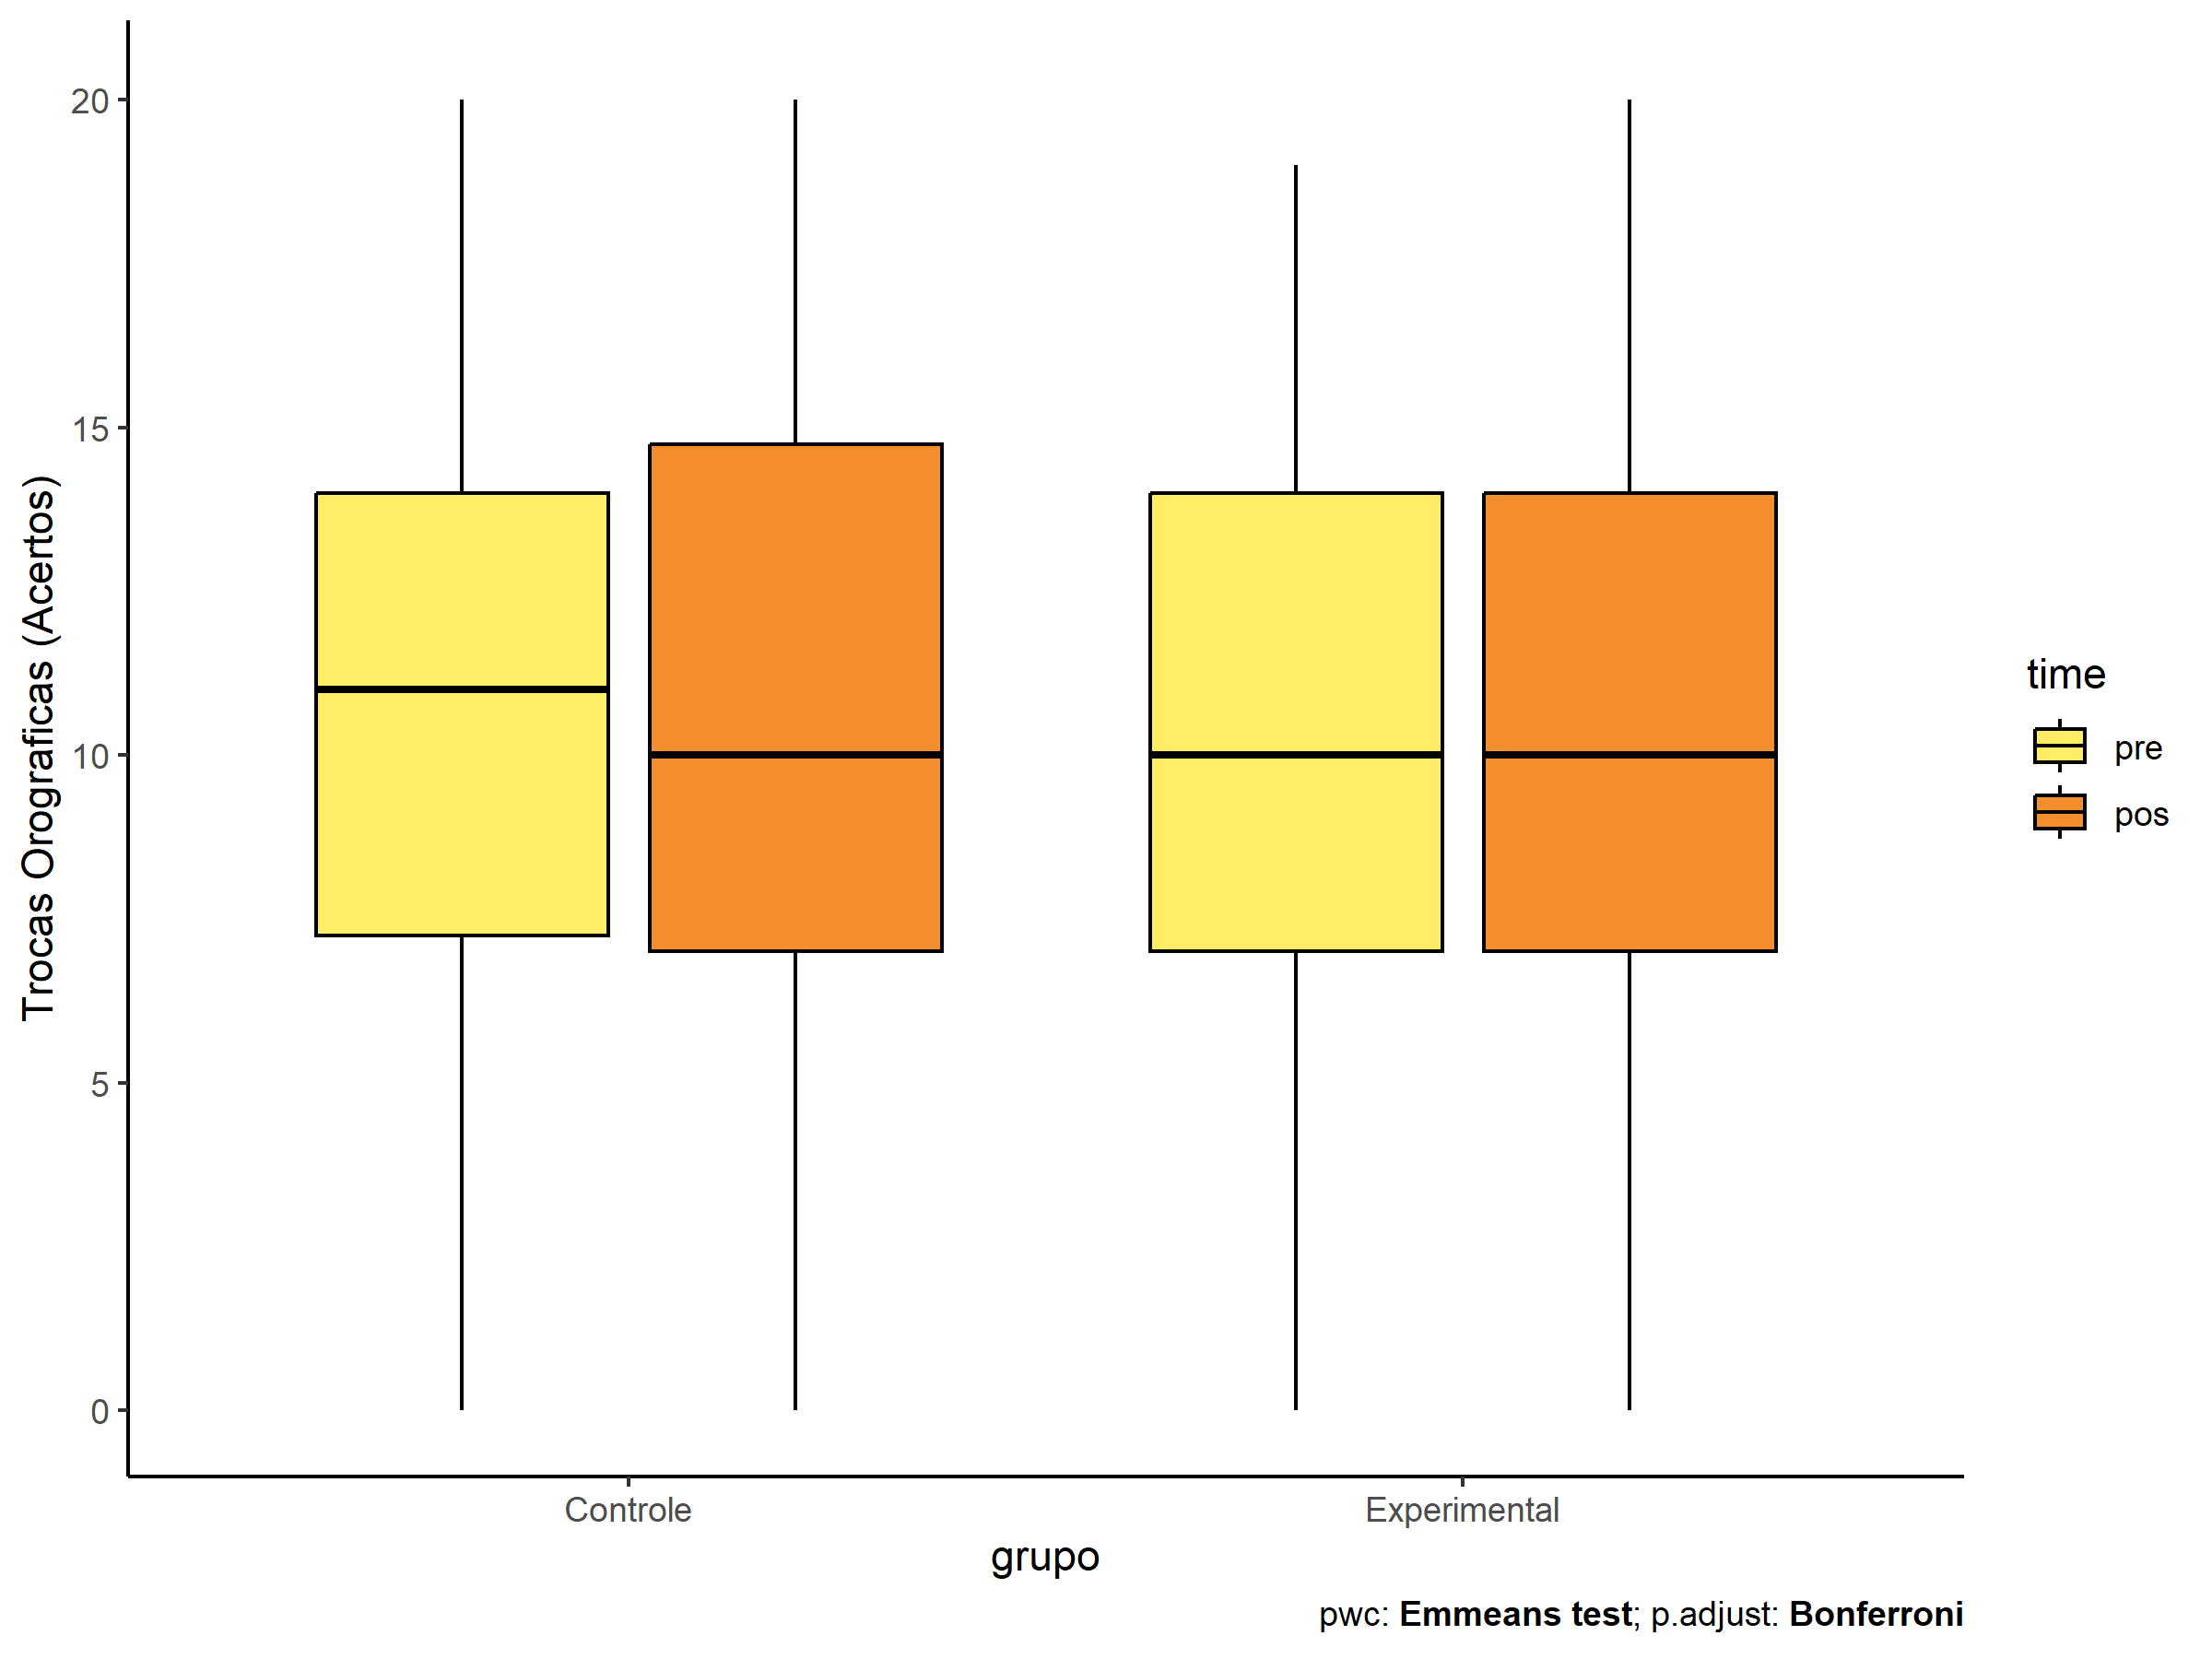 Trocas Orograficas (Acertos)
20
15
10
5
0
Controle
Experimental
grupo
time
pre
pos
pwc: Emmeans test; p.adjust: Bonferroni